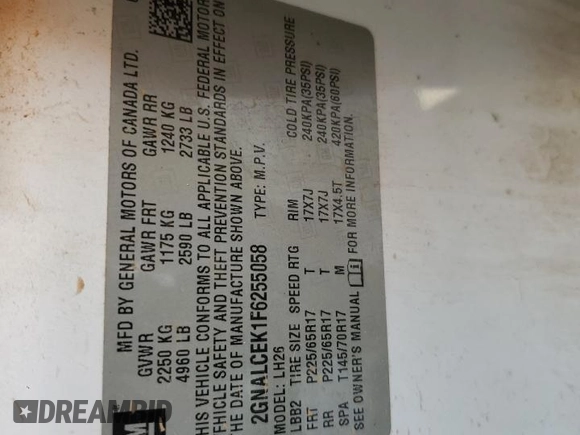 MFD BY GENERAL MOTORS OF CANADA LTD.
GVWR GAWR FRT GAWR RR
2250 KG 1175 KG 1240 KG
4960 LB 2590 LB 2733 LB
THIS VEHICLE CONFORMS TO ALL APPLICABLE U.S. FEDERAL MOTOR
VEHICLE SAFETY AND THEFT PREVENTION STANDARDS IN EFFECT ON
THE DATE OF MANUFACTURE SHOWN ABOVE.
2GNALCEK1F6255058 TYPE: M.P.V.
MODEL: LH26
LBB2 TIRE SIZE SPEED RTG RIM COLD TIRE PRESSURE
FRT P225/65R17 T 17X7J 240KPA(35PSI)
RR P225/65R17 T 17X7J 240KPA(35PSI)
SPA T145/70R17 M 17X4.5T 420KPA(60PSI)
SEE OWNER'S MANUAL FOR MORE INFORMATION.
DREAMBID